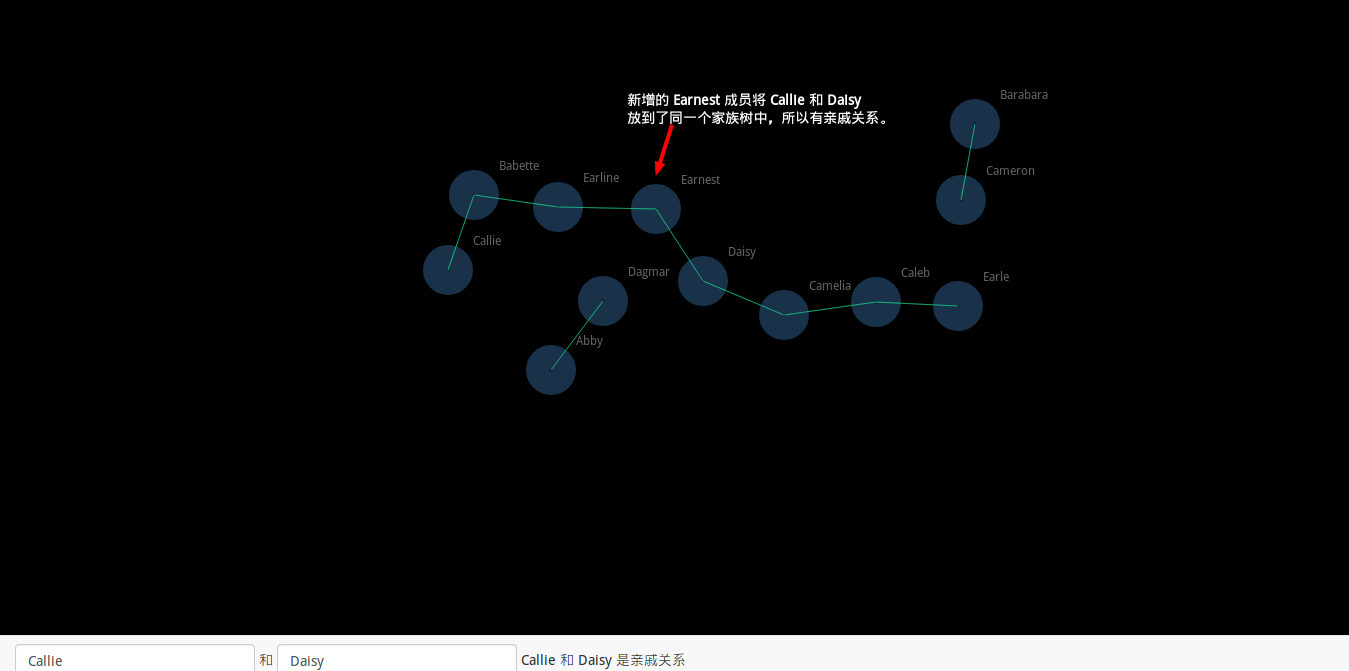 Barabara
新增的 Earnest 成员将 Callie 和 Daisy
放到了同一个家族树中，所以有亲戚关系。
Babette
Cameron
Earline
Earnest
Callie
Daisy
Dagmar
Caleb
Earle
Camelia
Abby
Callie 和 Daisy Callie 和 Daisy 是亲戚关系